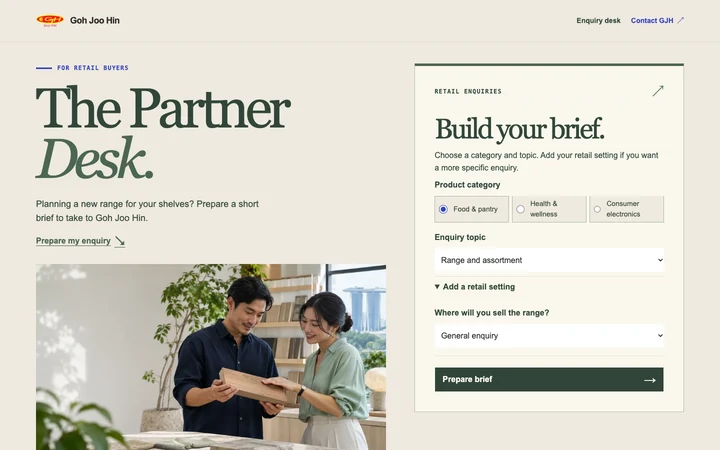 GJH
Goh Joo Hin
Enquiry desk
Contact GJH
FOR RETAIL BUYERS
The Partner
Desk.
Planning a new range for your shelves? Prepare a short
brief to take to Goh Joo Hin.
Prepare my enquiry
RETAIL ENQUIRIES
Build your brief.
Choose a category and topic. Add your retail setting if you want
a more specific enquiry.
Product category
Food & pantry
Health &
wellness
Consumer
electronics
Enquiry topic
Range and assortment
Add a retail setting
Where will you sell the range?
General enquiry
Prepare brief